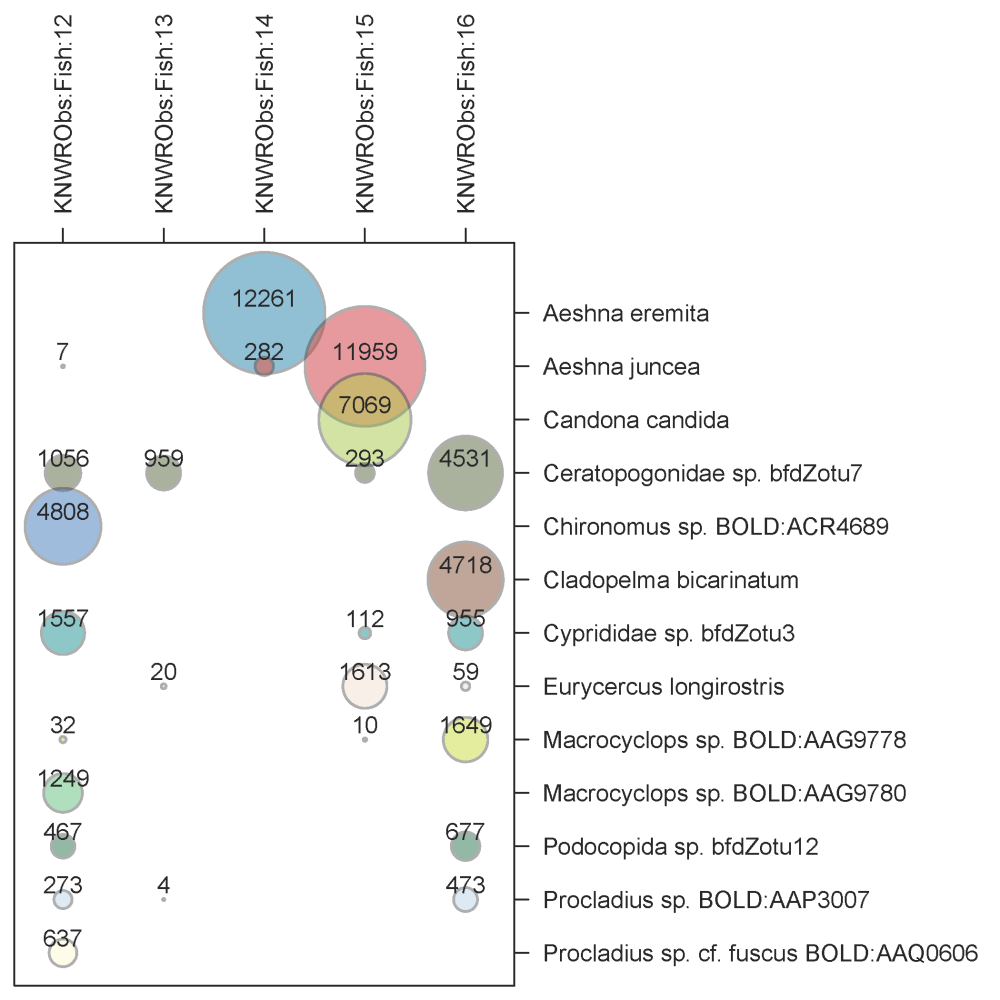 KNWRObs:Fish:12
KNWRObs:Fish:13
KNWRObs:Fish:14
KNWRObs:Fish:15
KNWRObs:Fish:16
12261 Aeshna eremita
7 282 11959 Aeshna juncea
7069 Candona candida
1056 959 293 4531 Ceratopogonidae sp. bfdZotu7
4808 Chironomus sp. BOLD:ACR4689
4718 Cladopelma bicarinatum
1557 112 955 Cyprididae sp. bfdZotu3
20 1613 59 Eurycercus longirostris
32 10 1649 Macrocyclops sp. BOLD:AAG9778
1249 Macrocyclops sp. BOLD:AAG9780
467 677 Podocopida sp. bfdZotu12
273 4 473 Procladius sp. BOLD:AAP3007
637 Procladius sp. cf. fuscus BOLD:AAQ0606